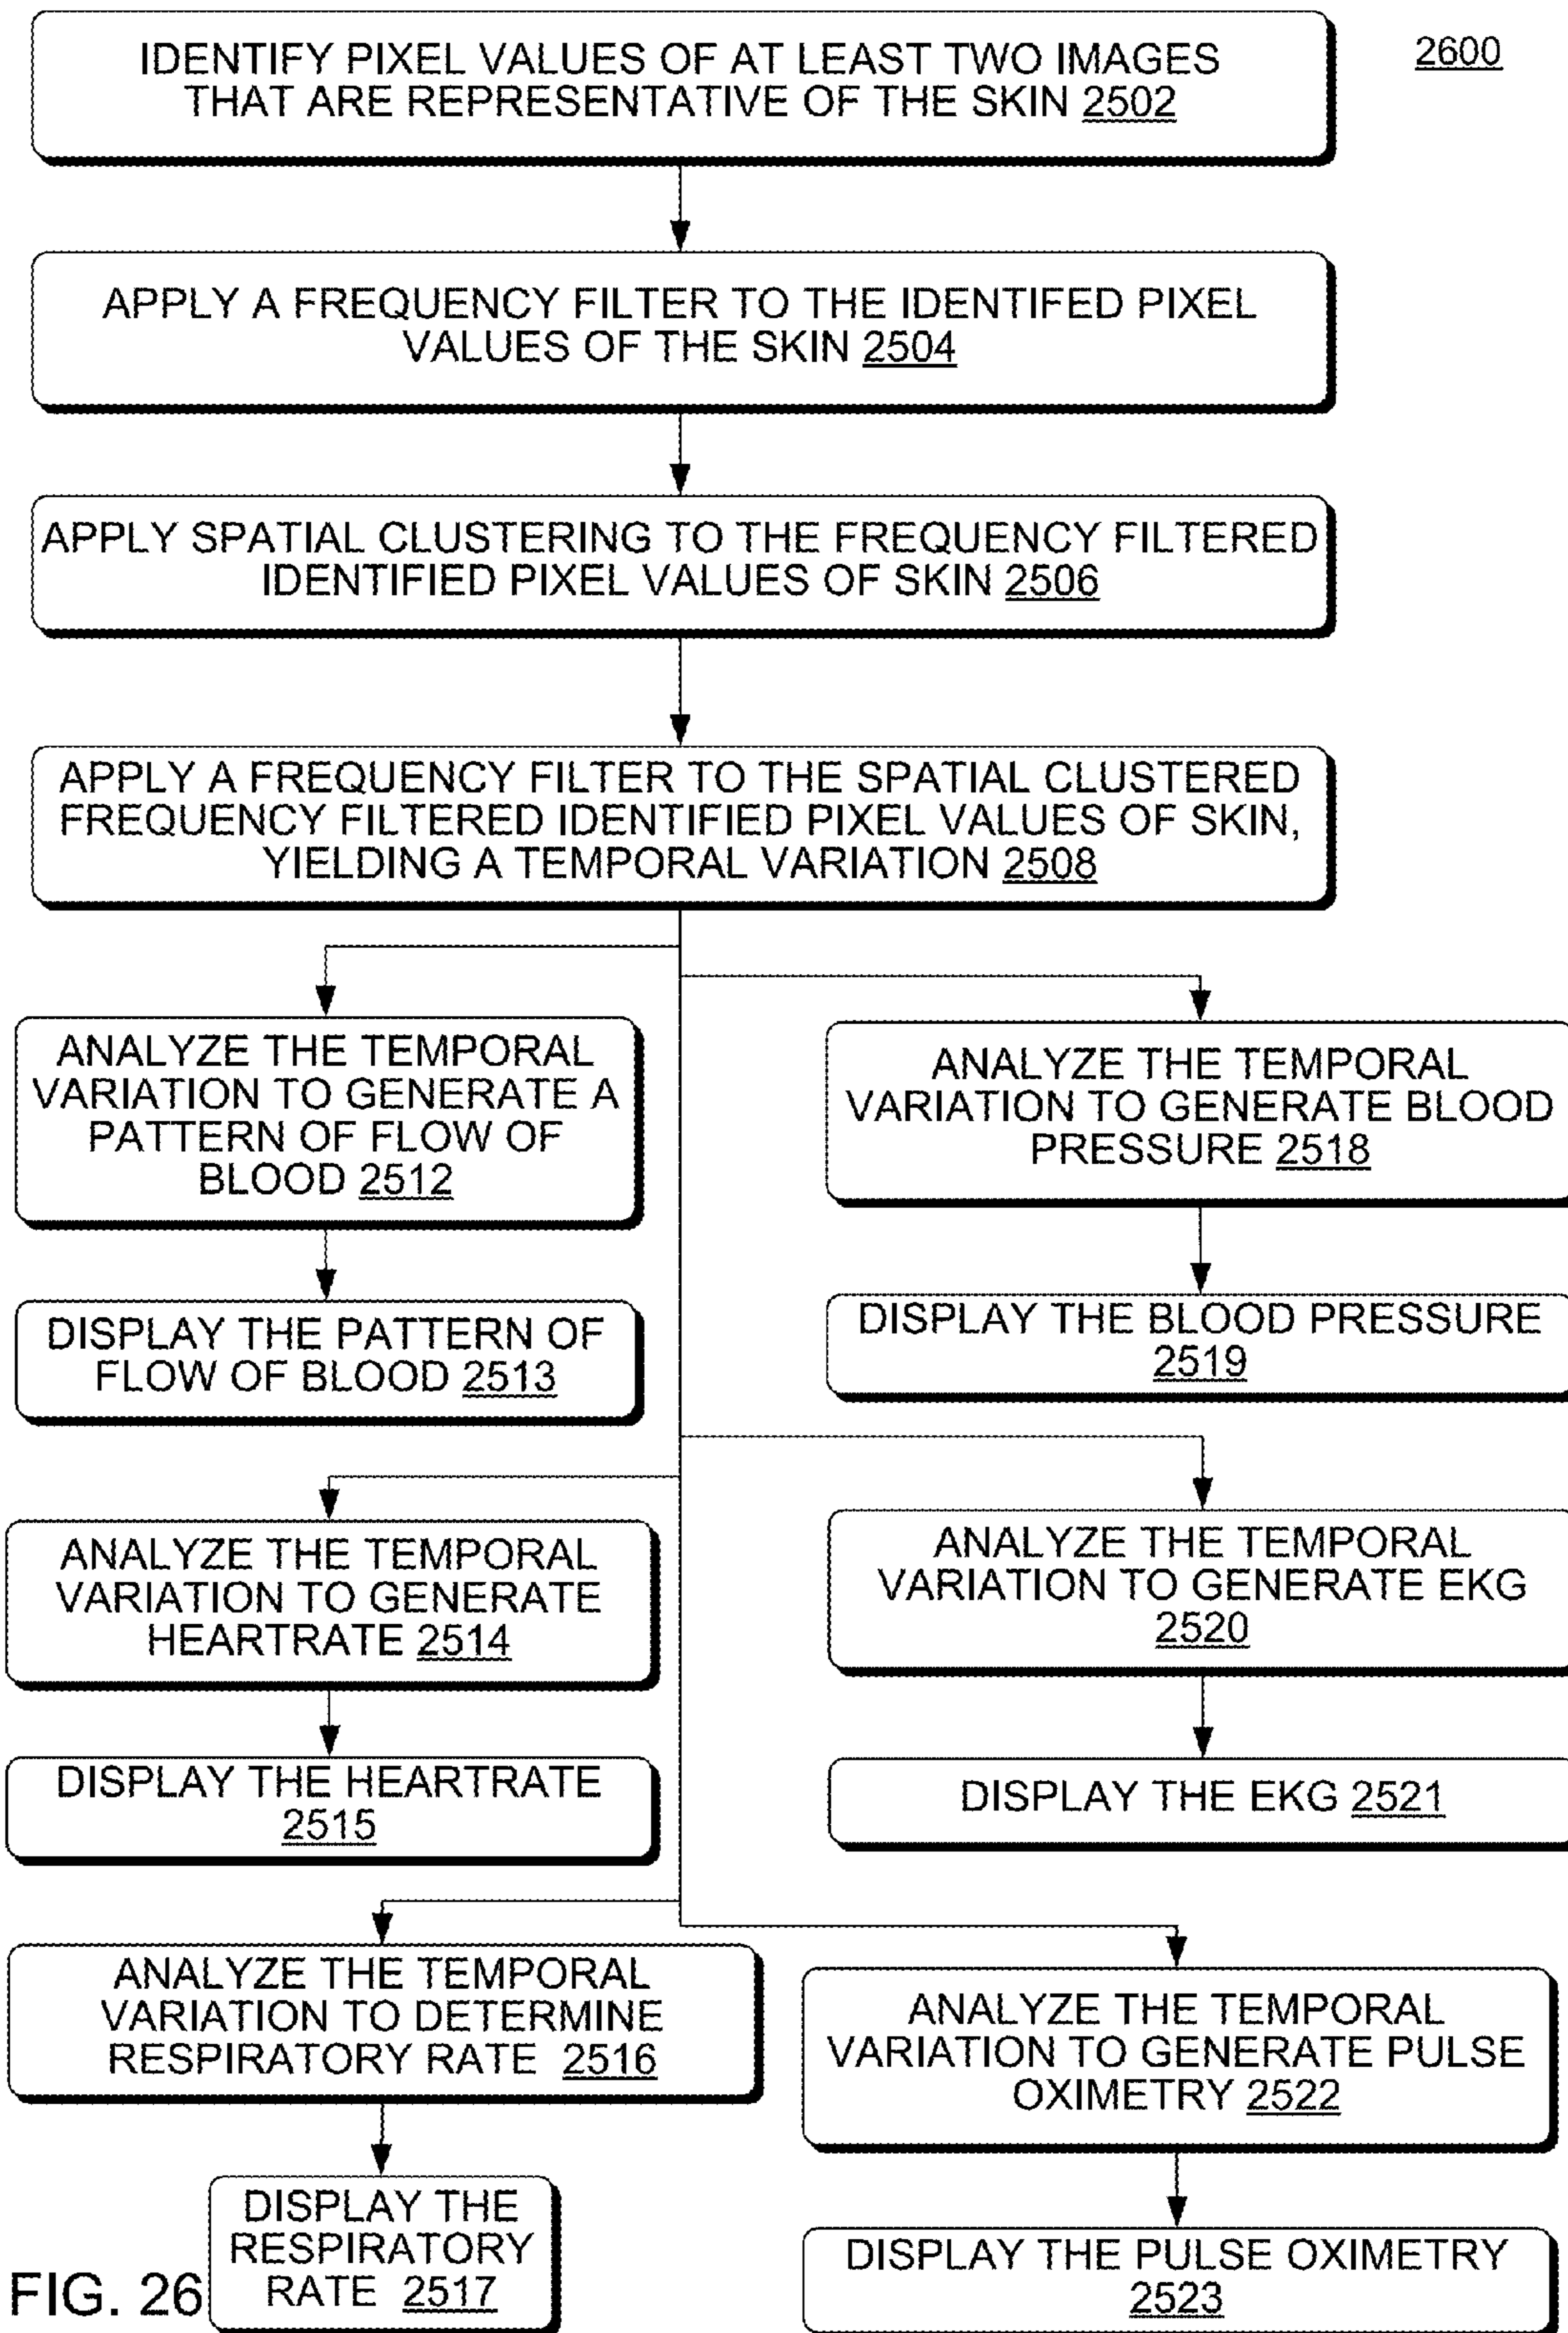 2600
IDENTIFY PIXEL VALUES OF AT LEAST TWO IMAGES
THAT ARE REPRESENTATIVE OF THE SKIN 2502
APPLY A FREQUENCY FILTER TO THE IDENTIFED PIXEL
VALUES OF THE SKIN 2504
APPLY SPATIAL CLUSTERING TO THE FREQUENCY FILTERED
IDENTIFIED PIXEL VALUES OF SKIN 2506
APPLY A FREQUENCY FILTER TO THE SPATIAL CLUSTERED
FREQUENCY FILTERED IDENTIFIED PIXEL VALUES OF SKIN,
YIELDING A TEMPORAL VARIATION 2508
ANALYZE THE TEMPORAL
VARIATION TO GENERATE A
PATTERN OF FLOW OF
BLOOD 2512
DISPLAY THE PATTERN OF
FLOW OF BLOOD 2513
ANALYZE THE TEMPORAL
VARIATION TO GENERATE BLOOD
PRESSURE 2518
DISPLAY THE BLOOD PRESSURE
2519
ANALYZE THE TEMPORAL
VARIATION TO GENERATE
HEARTRATE 2514
DISPLAY THE HEARTRATE
2515
ANALYZE THE TEMPORAL
VARIATION TO GENERATE EKG
2520
DISPLAY THE EKG 2521
ANALYZE THE TEMPORAL
VARIATION TO DETERMINE
RESPIRATORY RATE 2516
DISPLAY THE
RESPIRATORY
RATE 2517
ANALYZE THE TEMPORAL
VARIATION TO GENERATE PULSE
OXIMETRY 2522
DISPLAY THE PULSE OXIMETRY
2523
FIG. 26